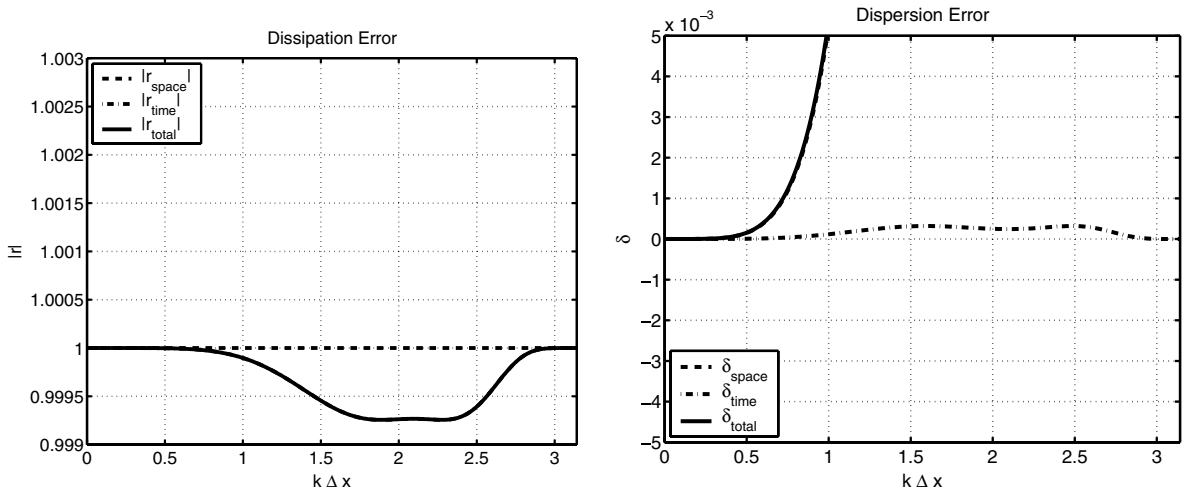 Dissipation Error
1.003
1.0025
1.002
1.0015
1.001
1.0005
1
0.9995
0.999
|r|
|r_space|
|r_time|
|r_total|
0 0.5 1 1.5 2 2.5 3
k Δ x
Dispersion Error
x 10^−3
5
4
3
2
1
0
−1
−2
−3
−4
−5
δ
δ_space
δ_time
δ_total
0 0.5 1 1.5 2 2.5 3
k Δ x